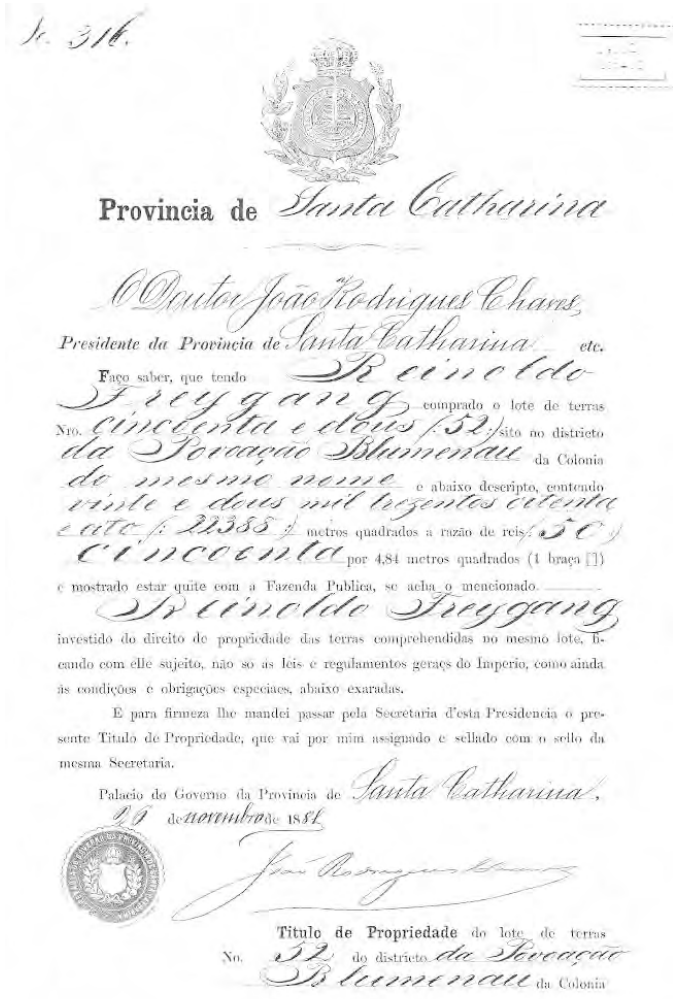 N. 316.
Provincia de Santa Catharina
O Doutor João Rodrigues Chaves,
Presidente da Provincia de Santa Catharina etc.
Faço saber, que tendo Reinoldo
Freygang comprado o lote de terras
Nro. cincoenta e dous /:52:/ sito no districto
da Povoação Blumenau da Colonia
do mesmo nome e abaixo descripto, contendo
vinte e dous mil trezentos oitenta
e oito /: 22388 :/ metros quadrados a razão de reis /: 50 :/
cincoenta por 4,84 metros quadrados (1 braça [])
e mostrado estar quite com a Fazenda Publica, se acha o mencionado
Reinoldo Freygang
investido do direito de propriedade das terras comprehendidas no mesmo lote, fi-
cando com elle sujeito, não so ás leis e regulamentos geraes do Imperio, como ainda
ás condições e obrigações especiaes, abaixo exaradas.
E para firmeza lhe mandei passar pela Secretaria d'esta Presidencia o pre-
sente Titulo de Propriedade, que vai por mim assignado e sellado com o sello da
mesma Secretaria.
Palacio do Governo da Provincia de Santa Catharina,
de novembro de 188
João Rodrigues Chaves
Titulo de Propriedade do lote de terras
No. 52 do districto da Povoação
Blumenau da Colonia